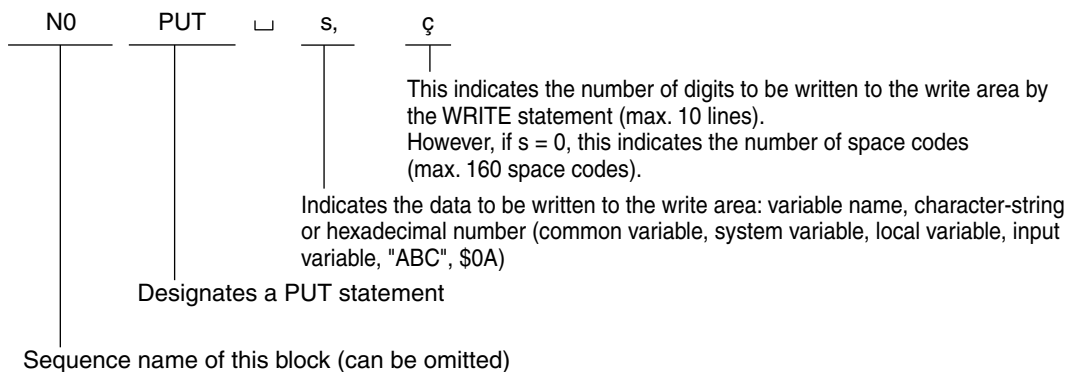 N0 PUT ⎵ s, ç
This indicates the number of digits to be written to the write area by
the WRITE statement (max. 10 lines).
However, if s = 0, this indicates the number of space codes
(max. 160 space codes).
Indicates the data to be written to the write area: variable name, character-string
or hexadecimal number (common variable, system variable, local variable, input
variable, "ABC", $0A)
Designates a PUT statement
Sequence name of this block (can be omitted)